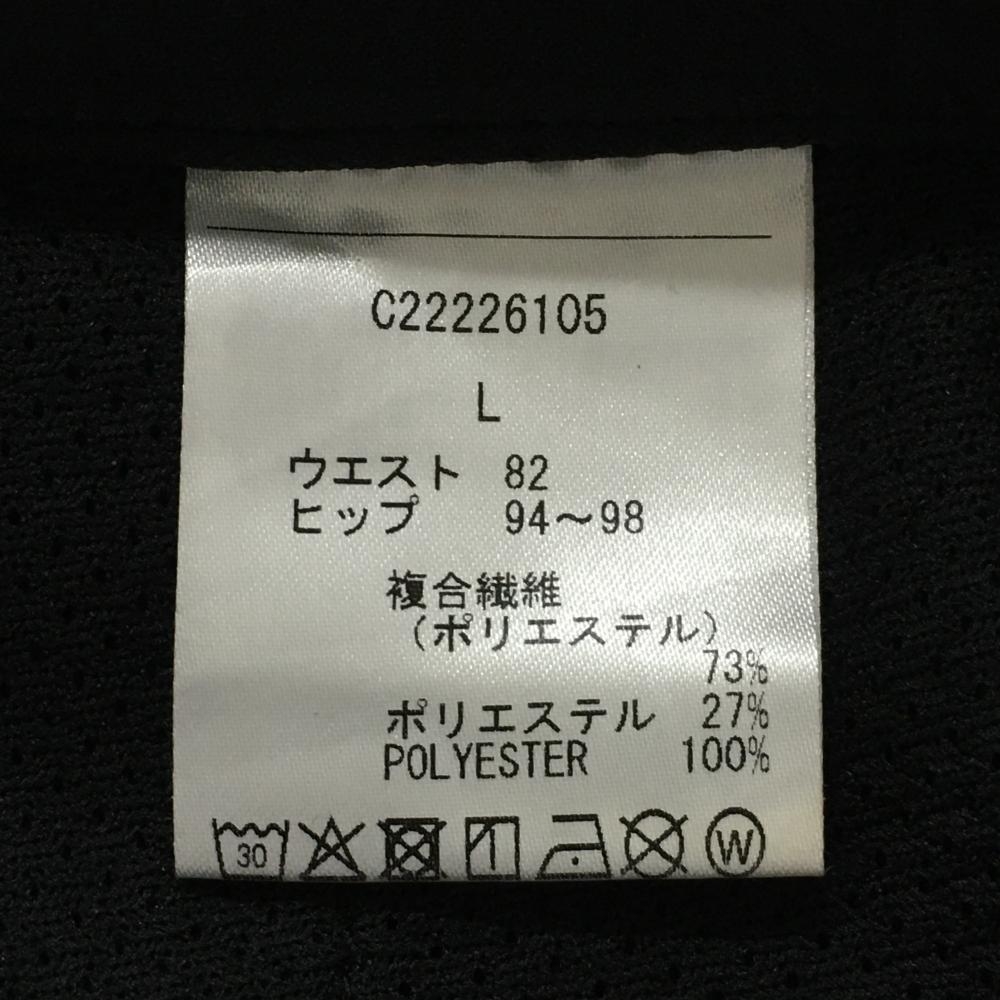 C22226105
L
ウエスト 82
ヒップ 94～98
複合繊維
（ポリエステル）
73%
ポリエステル 27%
POLYESTER 100%
30 W